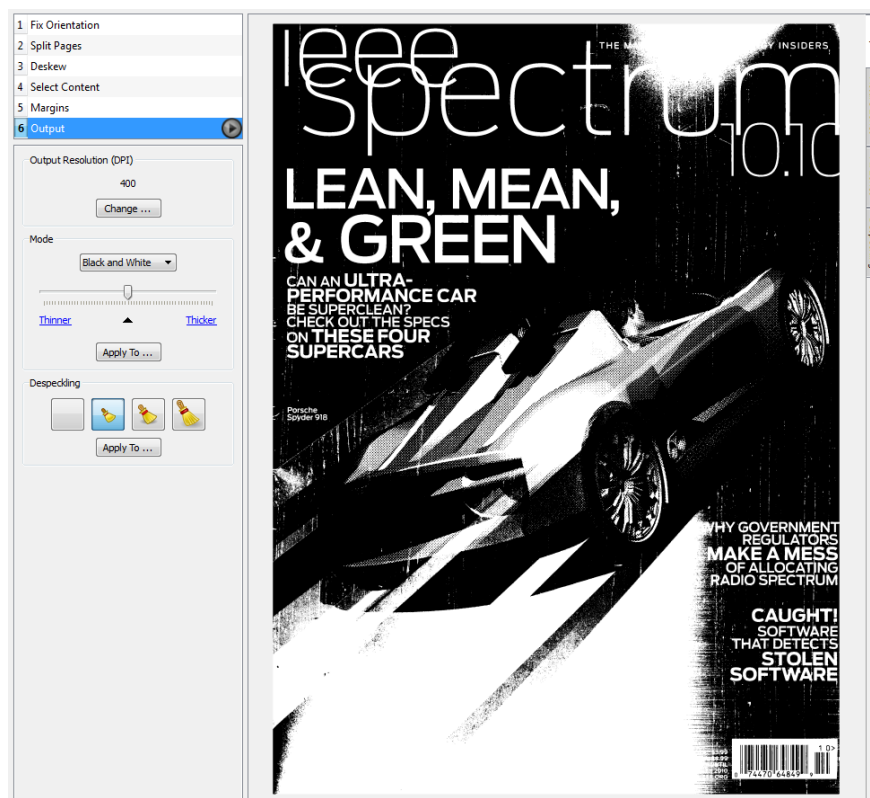 1 Fix Orientation
2 Split Pages
3 Deskew
4 Select Content
5 Margins
6 Output
Output Resolution (DPI)
400
Change ...
Mode
Black and White
Thinner
Thicker
Apply To ...
Despeckling
Apply To ...
ieee
THE INSIDERS
spectrum
10.10
LEAN, MEAN,
& GREEN
CAN AN ULTRA-
PERFORMANCE CAR
BE SUPERCLEAN?
CHECK OUT THE SPECS
ON THESE FOUR
SUPERCARS
Porsche
Spyder 918
WHY GOVERNMENT
REGULATORS
MAKE A MESS
OF ALLOCATING
RADIO SPECTRUM
CAUGHT!
SOFTWARE
THAT DETECTS
STOLEN
SOFTWARE
10>
74470 64849